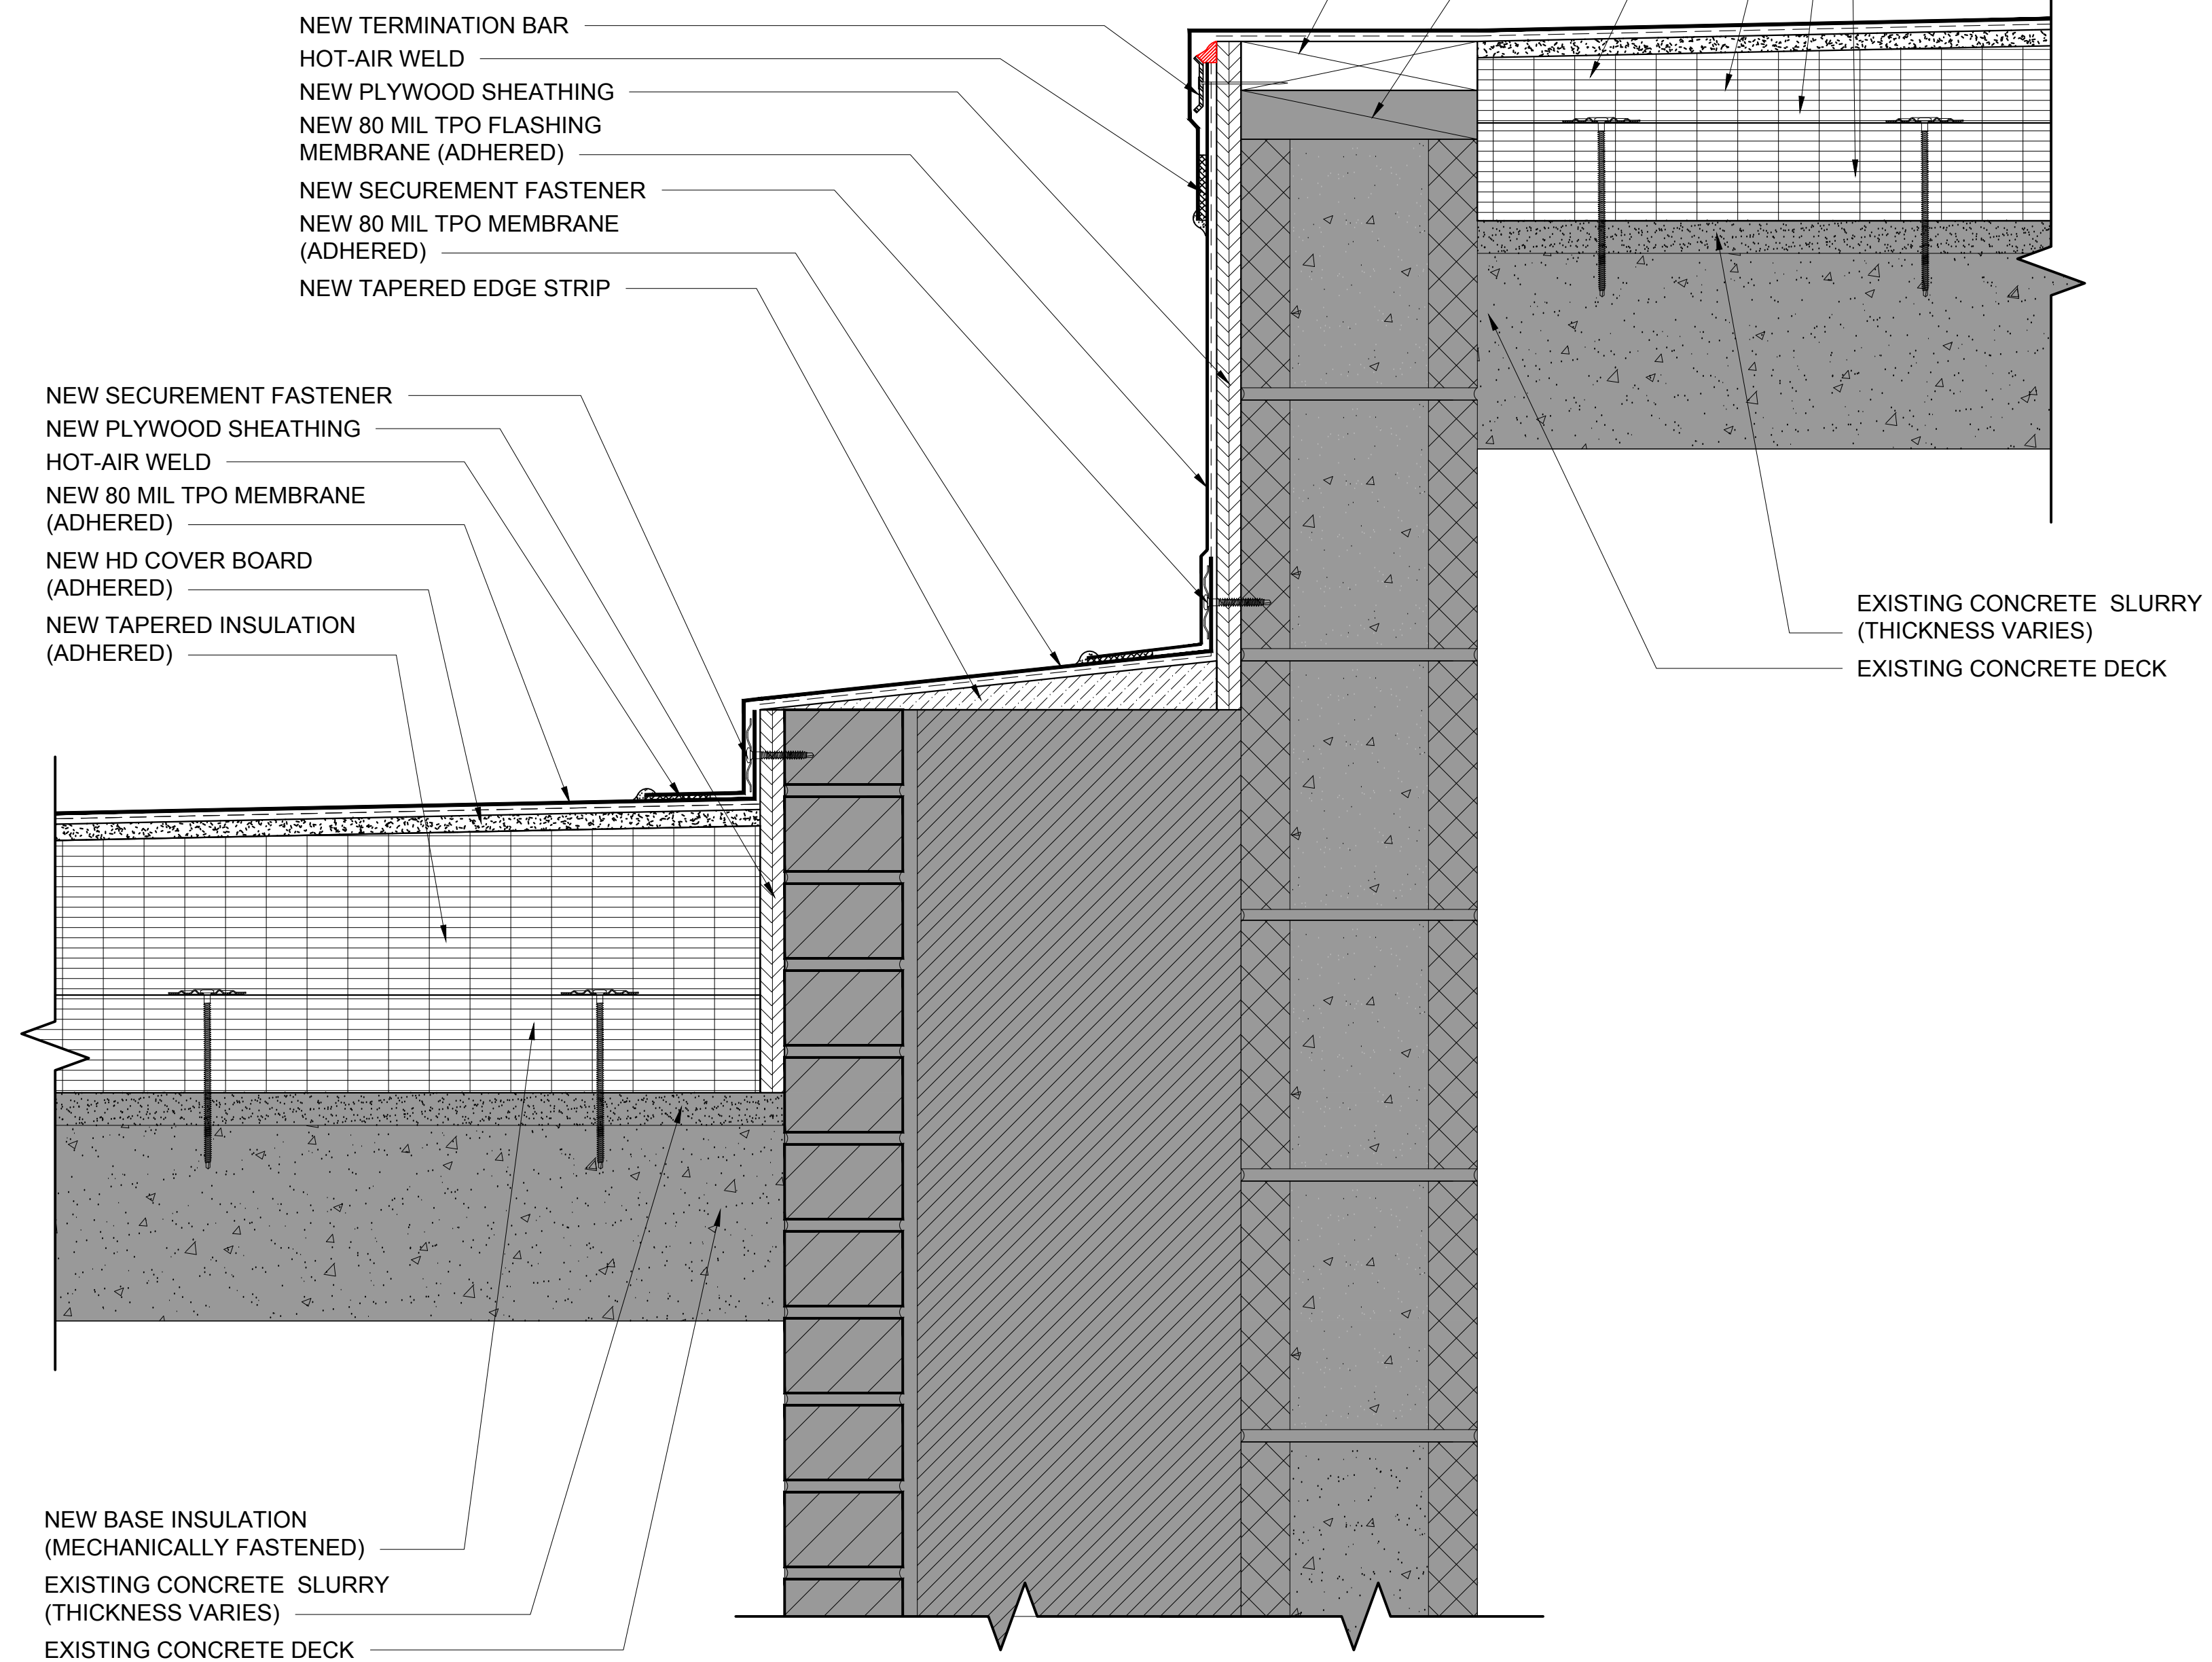 NEW TERMINATION BAR
HOT-AIR WELD
NEW PLYWOOD SHEATHING
NEW 80 MIL TPO FLASHING
MEMBRANE (ADHERED)
NEW SECUREMENT FASTENER
NEW 80 MIL TPO MEMBRANE
(ADHERED)
NEW TAPERED EDGE STRIP
NEW SECUREMENT FASTENER
NEW PLYWOOD SHEATHING
HOT-AIR WELD
NEW 80 MIL TPO MEMBRANE
(ADHERED)
NEW HD COVER BOARD
(ADHERED)
NEW TAPERED INSULATION
(ADHERED)
EXISTING CONCRETE  SLURRY
(THICKNESS VARIES)
EXISTING CONCRETE DECK
NEW BASE INSULATION
(MECHANICALLY FASTENED)
EXISTING CONCRETE  SLURRY
(THICKNESS VARIES)
EXISTING CONCRETE DECK